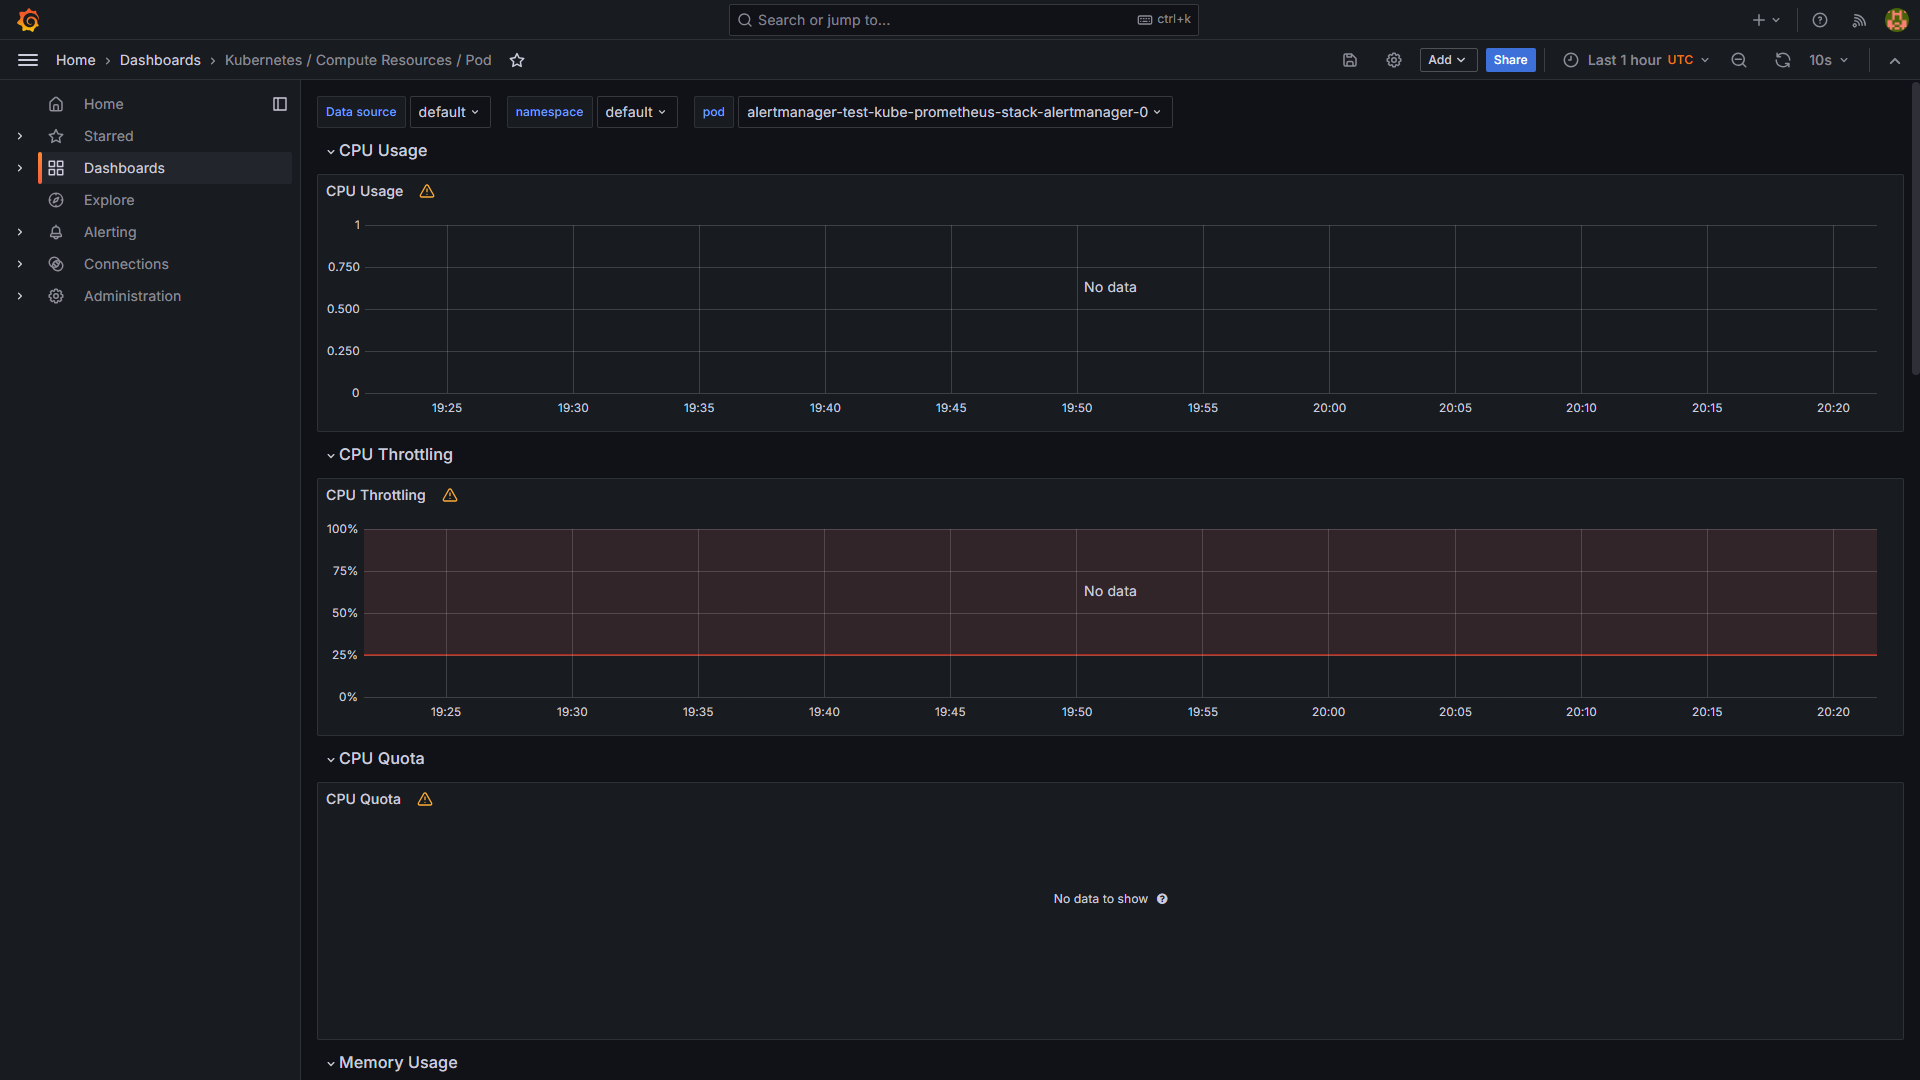 Search or jump to...
ctrl+k
Home › Dashboards › Kubernetes / Compute Resources / Pod
Add
Share
Last 1 hour UTC
10s
Home
Starred
Dashboards
Explore
Alerting
Connections
Administration
Data source default namespace default pod alertmanager-test-kube-prometheus-stack-alertmanager-0
CPU Usage
CPU Usage
1
0.750
0.500
0.250
0
No data
19:25 19:30 19:35 19:40 19:45 19:50 19:55 20:00 20:05 20:10 20:15 20:20
CPU Throttling
CPU Throttling
100%
75%
50%
25%
0%
No data
19:25 19:30 19:35 19:40 19:45 19:50 19:55 20:00 20:05 20:10 20:15 20:20
CPU Quota
CPU Quota
No data to show
Memory Usage